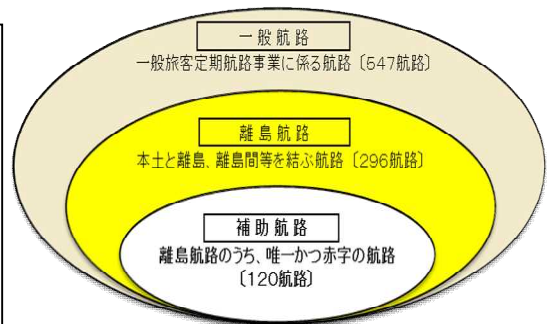 一般航路
一般旅客定期航路事業に係る航路〔547航路〕
離島航路
本土と離島、離島間等を結ぶ航路〔296航路〕
補助航路
離島航路のうち、唯一かつ赤字の航路
〔120航路〕